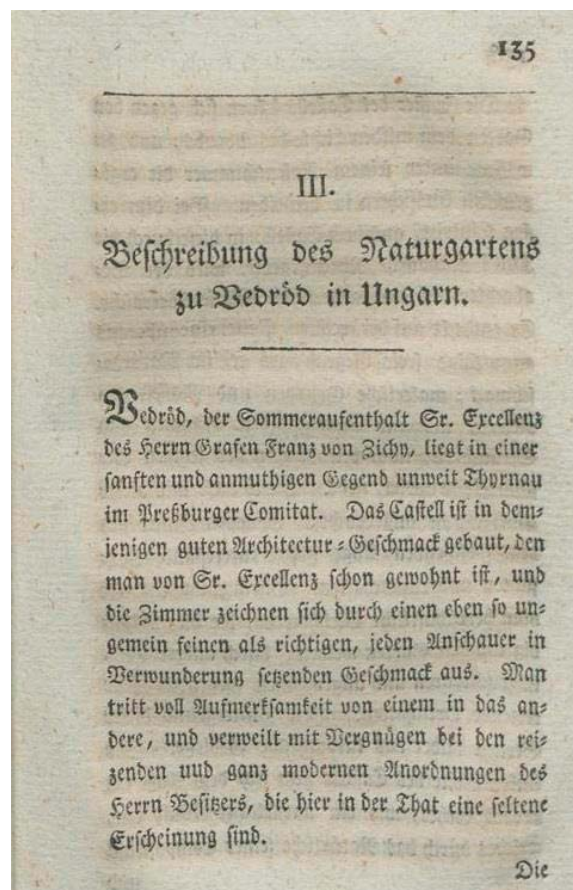 135
III.
Beschreibung des Naturgartens
zu Vedröd in Ungarn.
Vedröd, der Sommeraufenthalt Sr. Excellenz
des Herrn Grafen Franz von Zichy, liegt in einer
sanften und anmuthigen Gegend unweit Thyrnau
im Preßburger Comitat. Das Castell ist in dem-
jenigen guten Architectur-Geschmack gebaut, den
man von Sr. Excellenz schon gewohnt ist, und
die Zimmer zeichnen sich durch einen eben so un-
gemein feinen als richtigen, jeden Anschauer in
Verwunderung setzenden Geschmack aus. Man
tritt voll Aufmerksamkeit von einem in das an-
dere, und verweilt mit Vergnügen bei den rei-
zenden uud ganz modernen Anordnungen des
Herrn Besitzers, die hier in der That eine seltene
Erscheinung sind.
Die